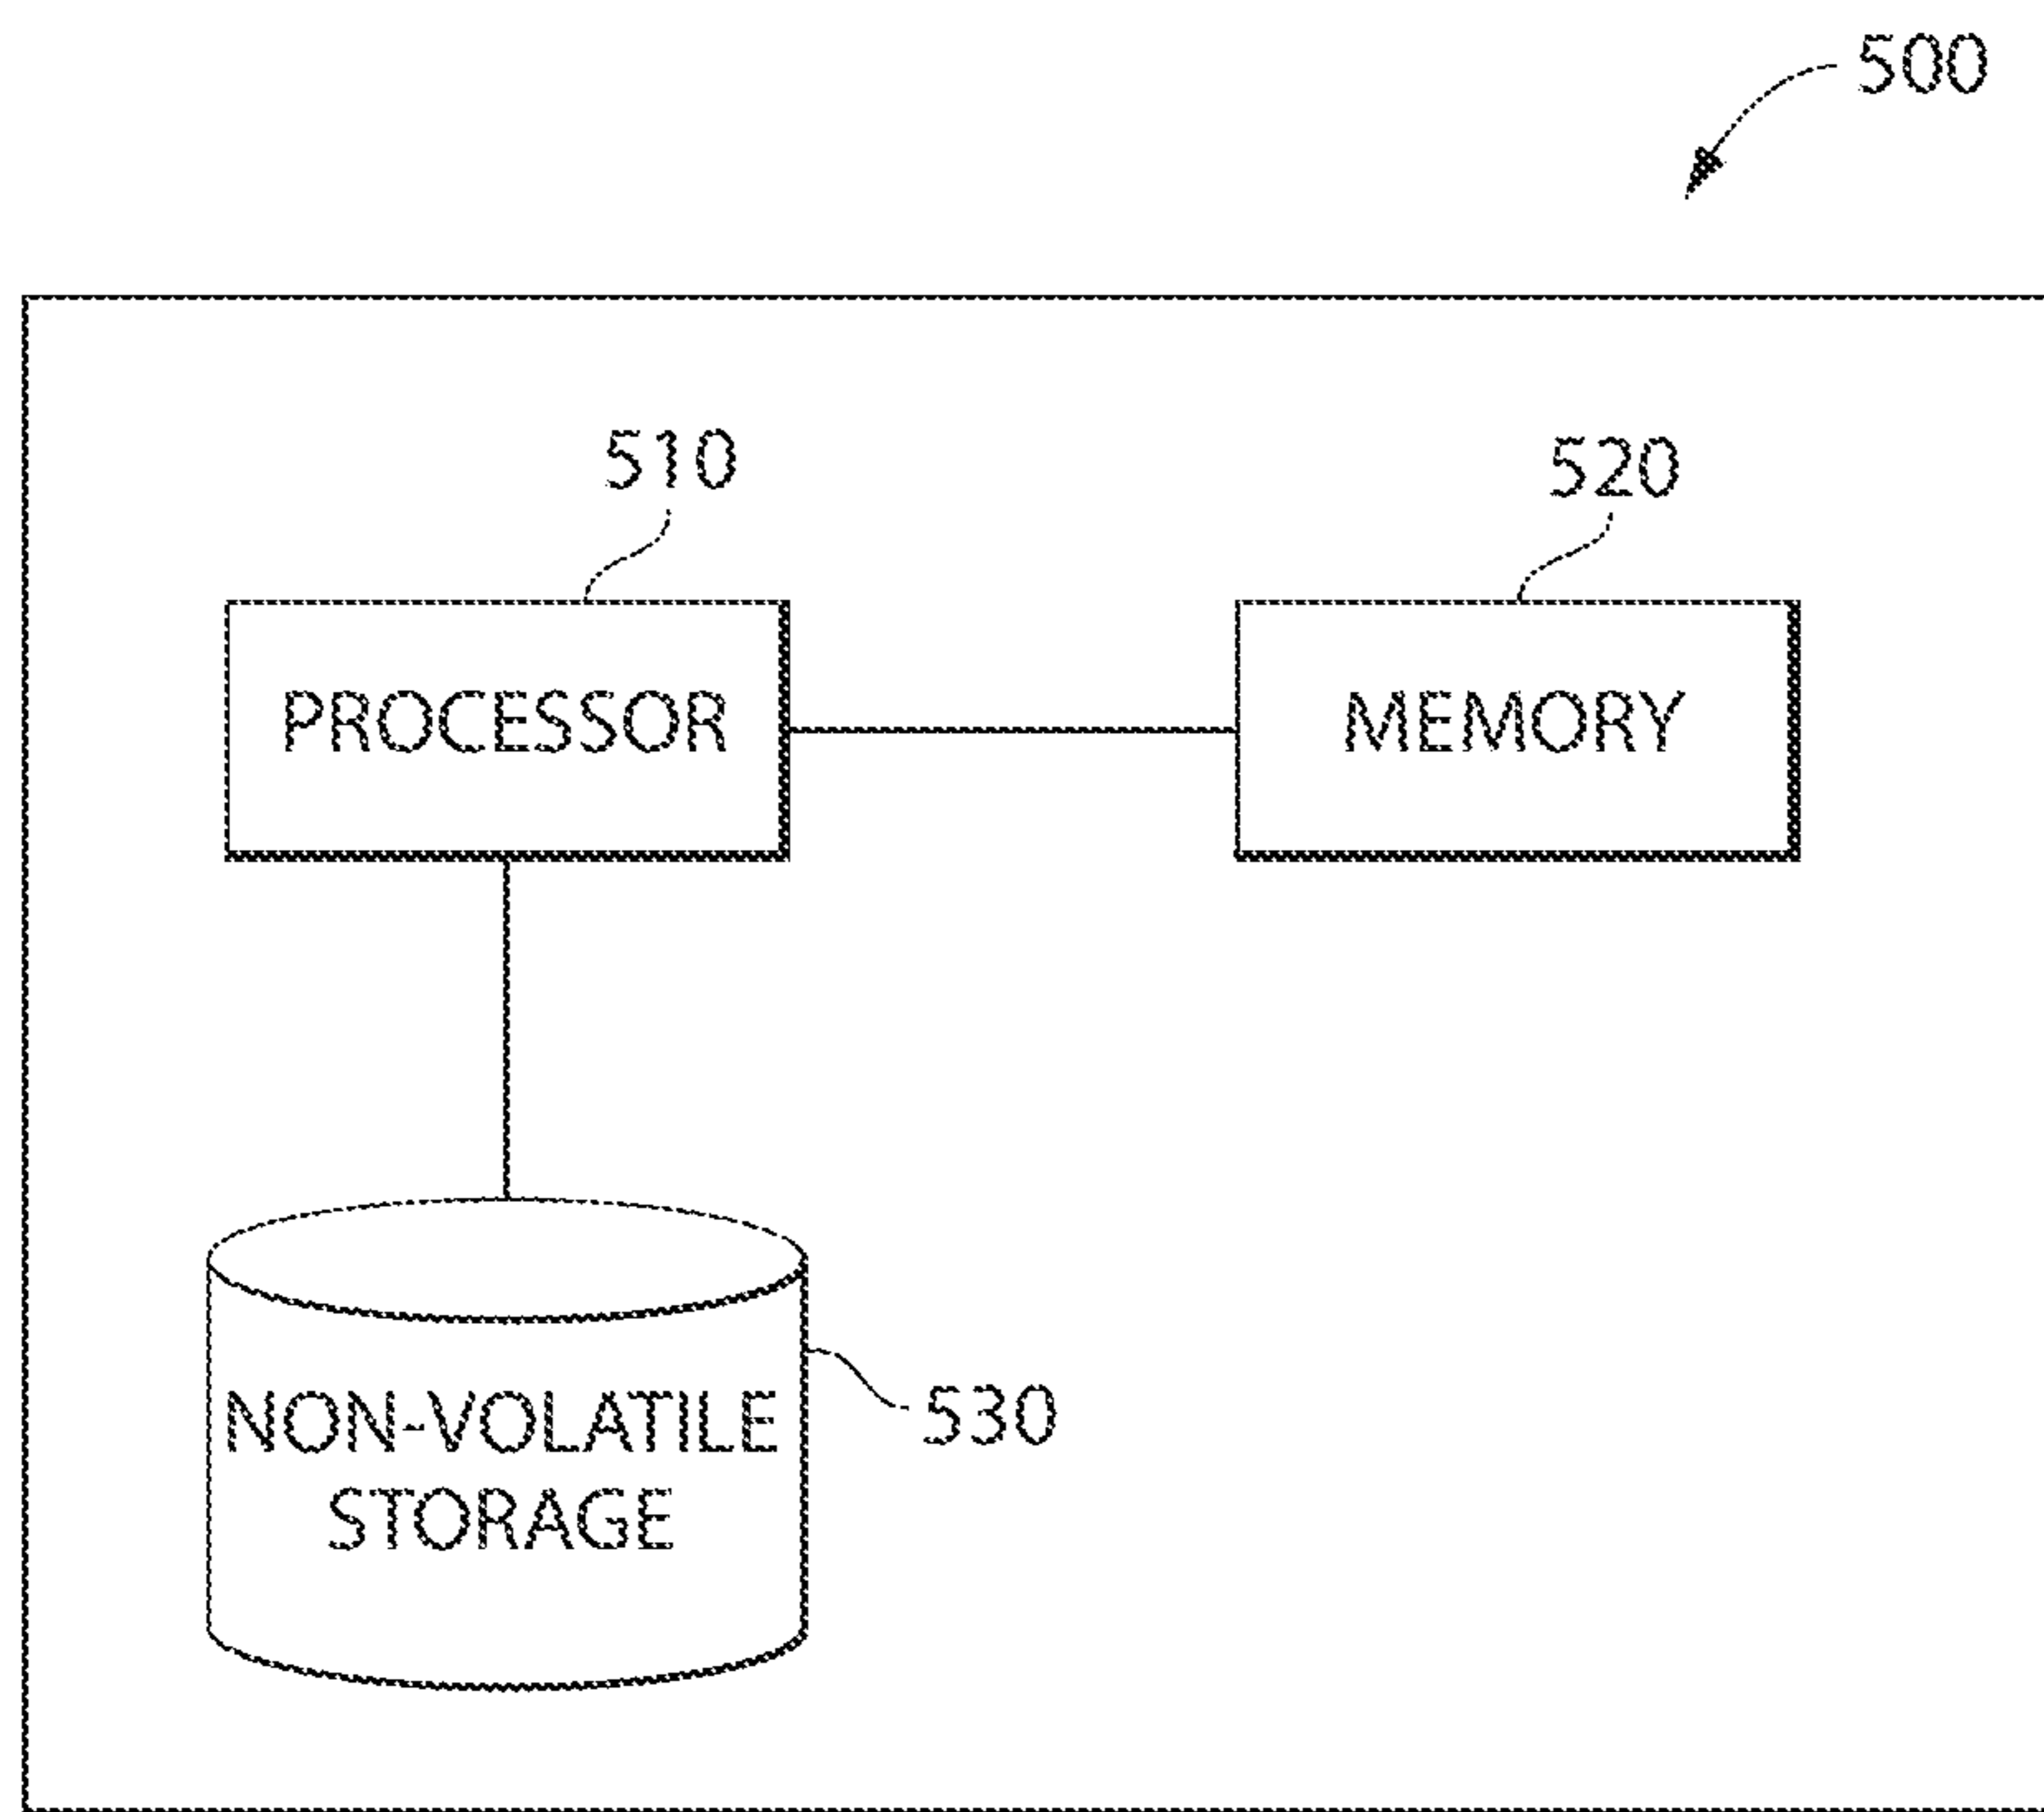 500
510
520
PROCESSOR
MEMORY
NON-VOLATILE
STORAGE
530